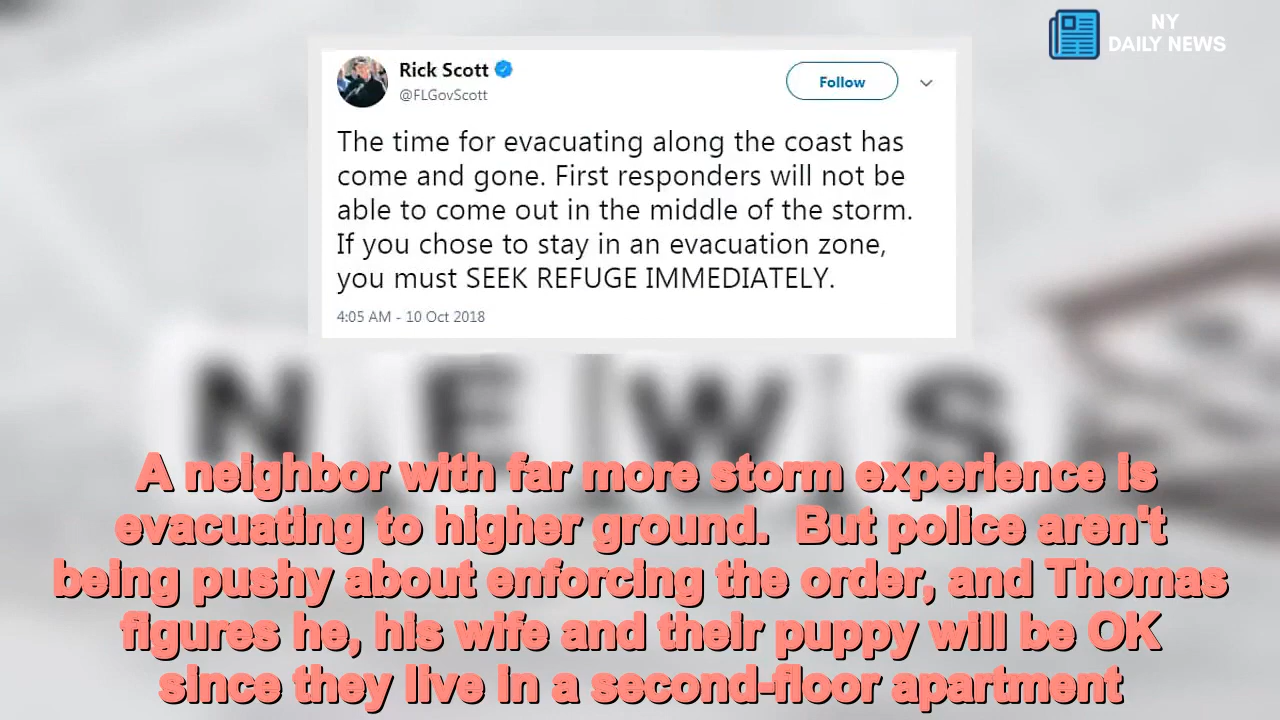 NY
DAILY NEWS
Rick Scott
@FLGovScott
Follow
The time for evacuating along the coast has
come and gone. First responders will not be
able to come out in the middle of the storm.
If you chose to stay in an evacuation zone,
you must SEEK REFUGE IMMEDIATELY.
4:05 AM - 10 Oct 2018
NEWS
A neighbor with far more storm experience is
evacuating to higher ground.  But police aren't
being pushy about enforcing the order, and Thomas
figures he, his wife and their puppy will be OK
since they live in a second-floor apartment